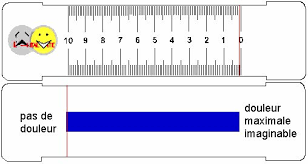 10 9 8 7 6 5 4 3 2 1 0
pas de
douleur
douleur
maximale
imaginable